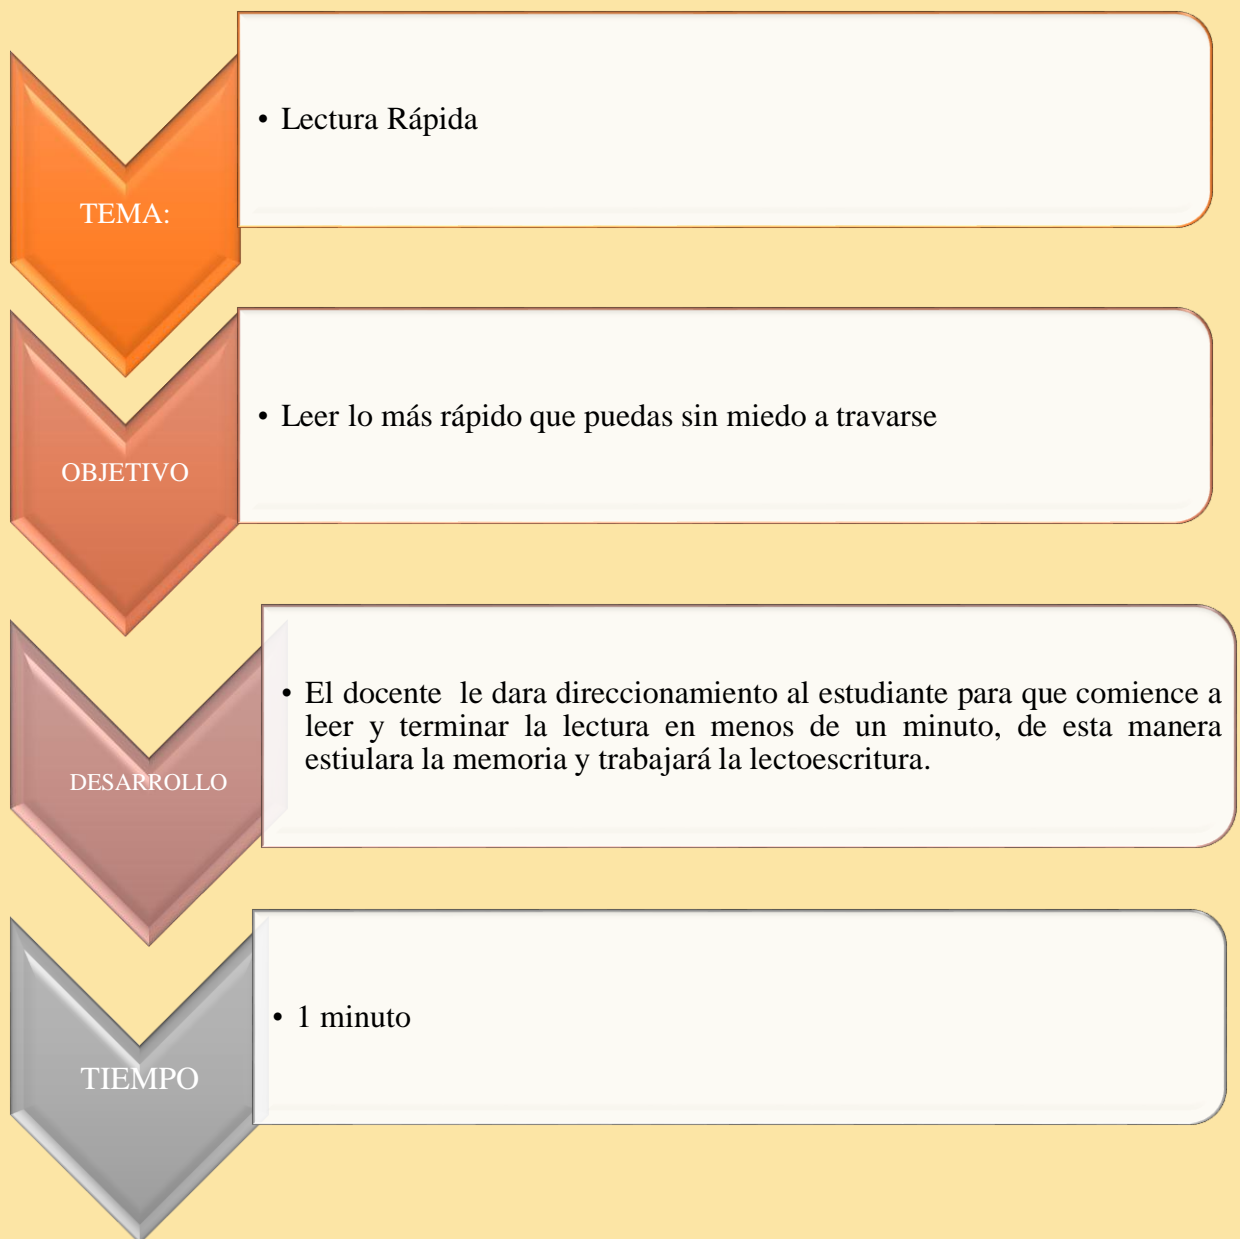 TEMA:
• Lectura Rápida
OBJETIVO
• Leer lo más rápido que puedas sin miedo a travarse
DESARROLLO
• El docente  le dara direccionamiento al estudiante para que comience a
leer y terminar la lectura en menos de un minuto, de esta manera
estiulara la memoria y trabajará la lectoescritura.
TIEMPO
• 1 minuto